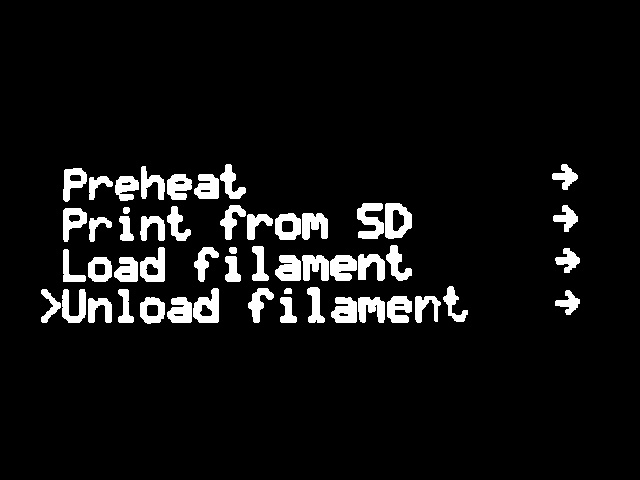 Preheat →
Print from SD →
Load filament →
>Unload filament →